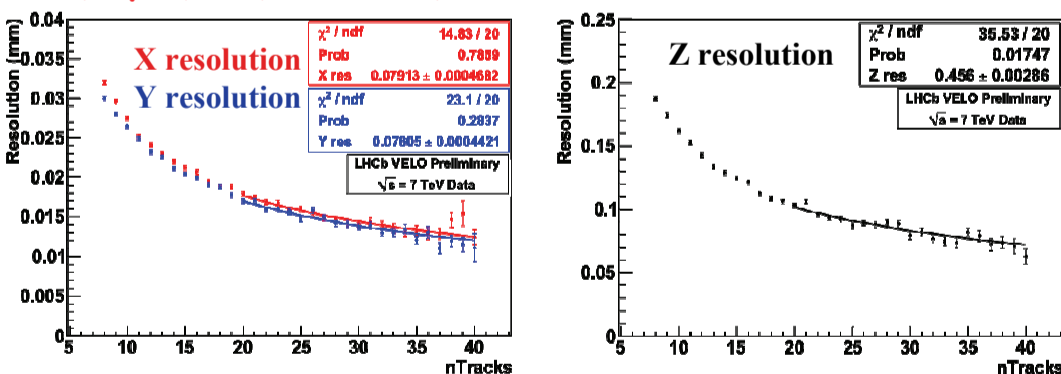 0.04
0.035
0.03
0.025
0.02
0.015
0.01
0.005
0
Resolution (mm)
X resolution
Y resolution
χ² / ndf 14.83 / 20
Prob 0.7859
X res 0.07913 ± 0.0004682
χ² / ndf 23.1 / 20
Prob 0.2837
Y res 0.07605 ± 0.0004421
LHCb VELO Preliminary
√s = 7 TeV Data
5 10 15 20 25 30 35 40
nTracks
0.25
0.2
0.15
0.1
0.05
0
Resolution (mm)
Z resolution
χ² / ndf 35.53 / 20
Prob 0.01747
Z res 0.456 ± 0.00286
LHCb VELO Preliminary
√s = 7 TeV Data
5 10 15 20 25 30 35 40
nTracks